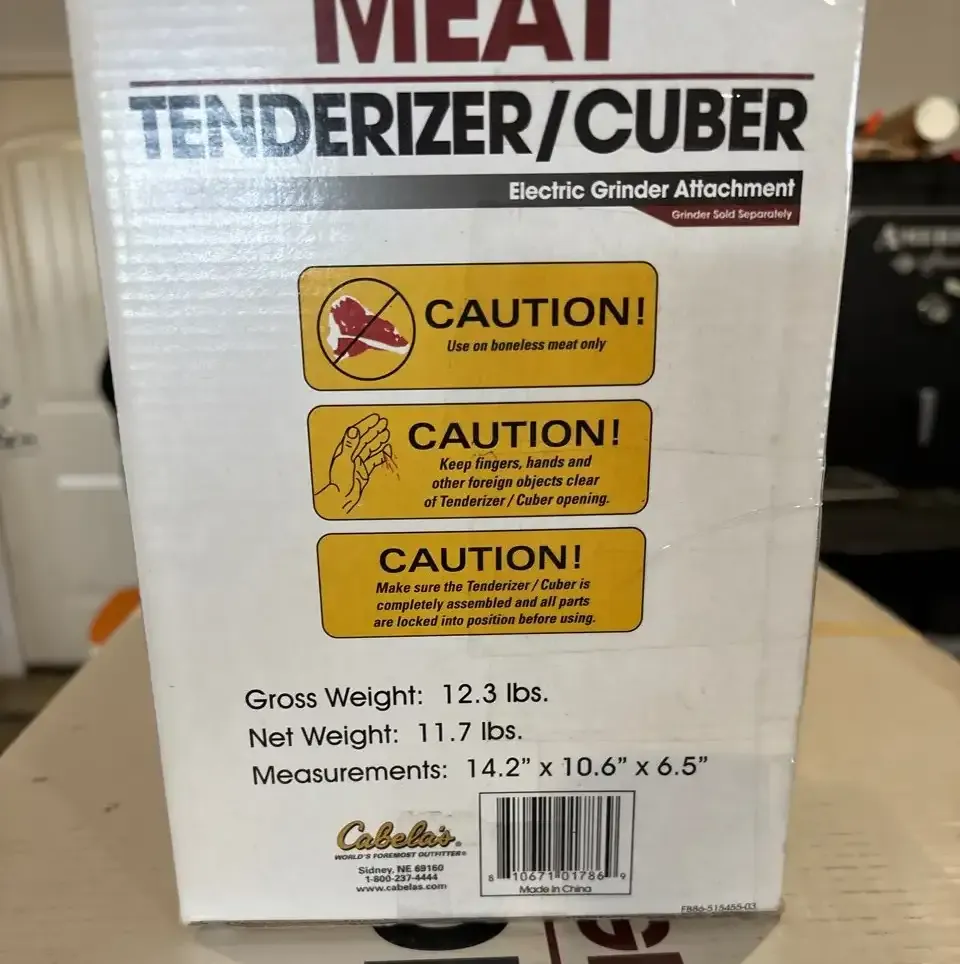 MEAT
TENDERIZER/CUBER
Electric Grinder Attachment
Grinder Sold Separately
CAUTION!
Use on boneless meat only
CAUTION!
Keep fingers, hands and
other foreign objects clear
of Tenderizer / Cuber opening.
CAUTION!
Make sure the Tenderizer / Cuber is
completely assembled and all parts
are locked into position before using.
Gross Weight: 12.3 lbs.
Net Weight: 11.7 lbs.
Measurements: 14.2” x 10.6” x 6.5”
Cabela's®
WORLD'S FOREMOST OUTFITTER®
Sidney, NE 69160
1-800-237-4444
www.cabelas.com
8 10671 01786 9
Made in China
FB86-515455-03